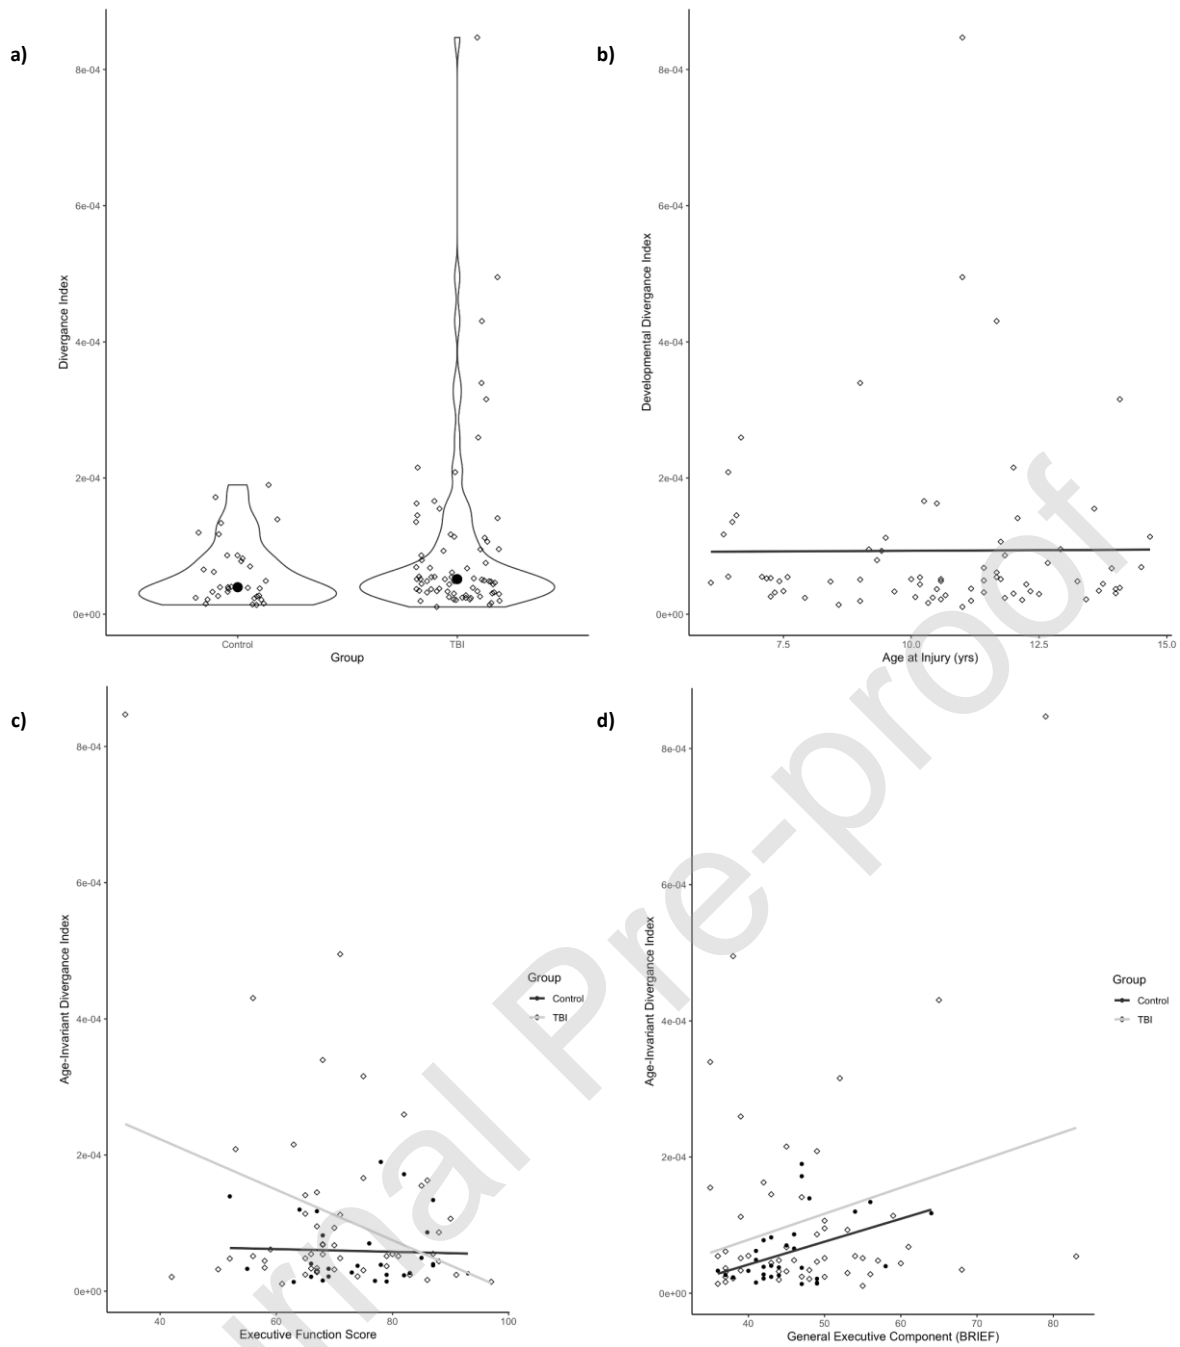 a)
8e-04
6e-04
4e-04
2e-04
0e+00
Divergance Index
Control
TBI
Group
b)
8e-04
6e-04
4e-04
2e-04
0e+00
Developmental Divergance Index
7.5
10.0
12.5
15.0
Age at Injury (yrs)
c)
8e-04
6e-04
4e-04
2e-04
0e+00
Age-Invariant Divergance Index
40
60
80
100
Executive Function Score
Group
Control
TBI
d)
8e-04
6e-04
4e-04
2e-04
0e+00
Age-Invariant Divergance Index
40
50
60
70
80
General Executive Component (BRIEF)
Group
Control
TBI
rnal Pre-proof